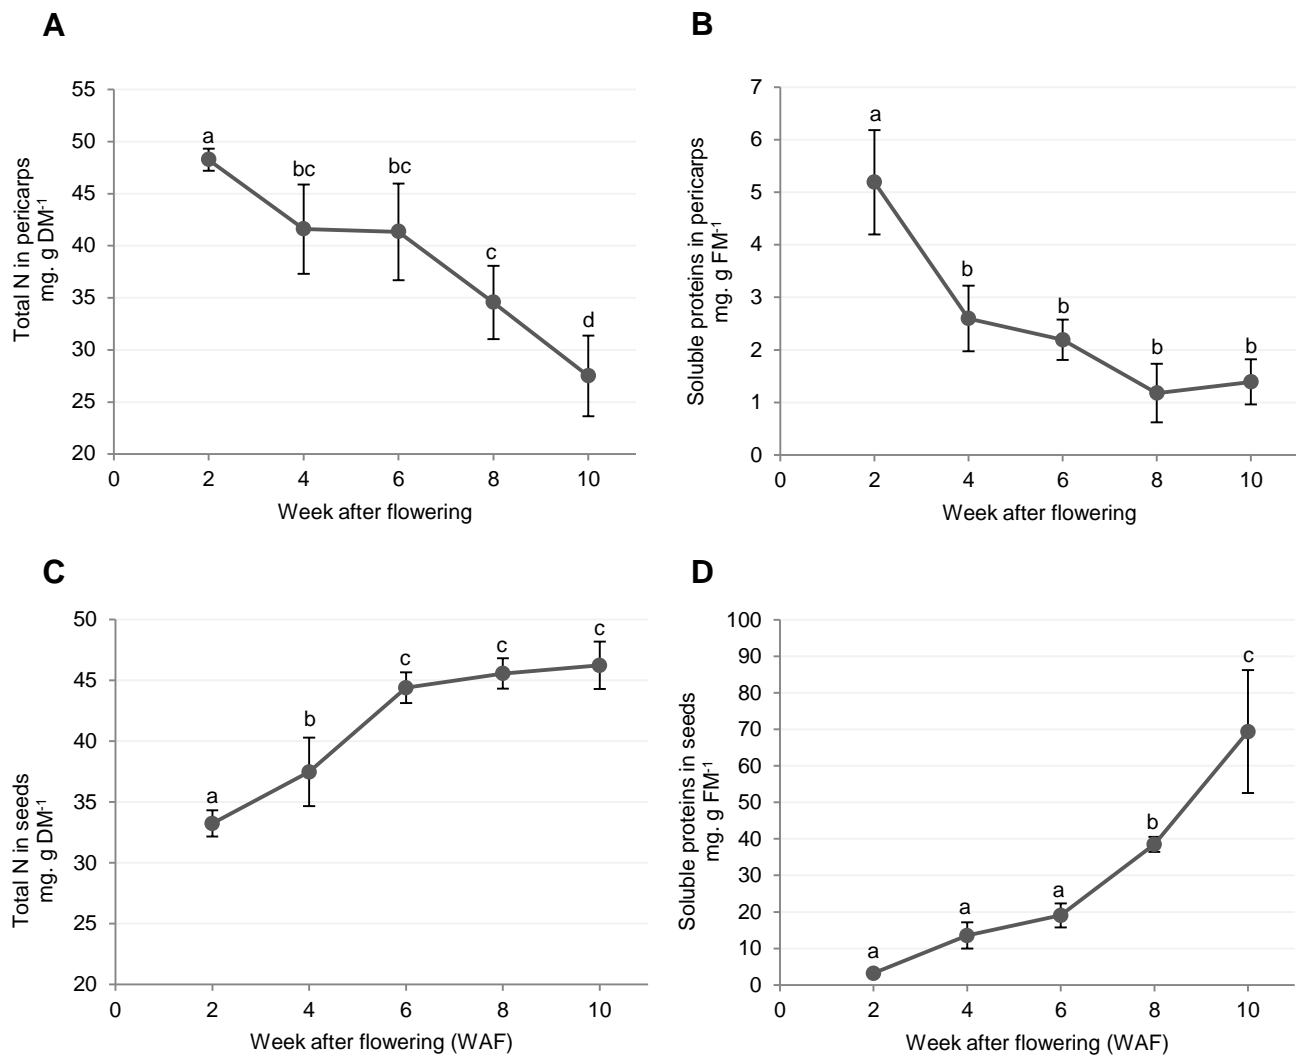 A
Total N in pericarps
mg. g DM-1
55
50
45
40
35
30
25
20
a
bc
bc
c
d
0 2 4 6 8 10
Week after flowering
B
Soluble proteins in pericarps
mg. g FM-1
7
6
5
4
3
2
1
0
a
b
b
b
b
0 2 4 6 8 10
Week after flowering
C
Total N in seeds
mg. g DM-1
50
45
40
35
30
25
20
a
b
c
c
c
0 2 4 6 8 10
Week after flowering (WAF)
D
Soluble proteins in seeds
mg. g FM-1
100
90
80
70
60
50
40
30
20
10
0
a
a
a
b
c
0 2 4 6 8 10
Week after flowering (WAF)